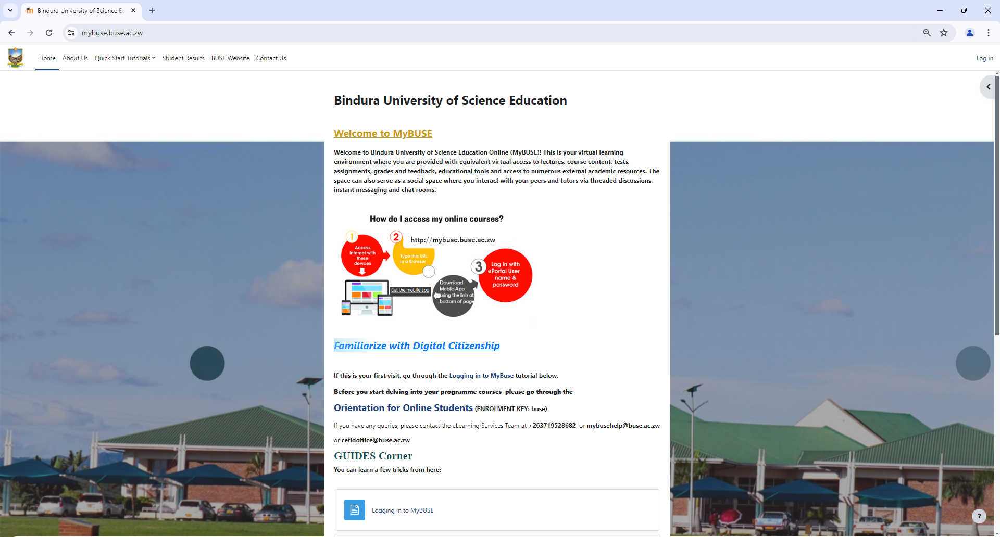 Bindura University of Science Ec
mybuse.buse.ac.zw
Home About Us Quick Start Tutorials Student Results BUSE Website Contact Us Log in
Bindura University of Science Education
Welcome to MyBUSE
Welcome to Bindura University of Science Education Online (MyBUSE)! This is your virtual learning
environment where you are provided with equivalent virtual access to lectures, course content, tests,
assignments, grades and feedback, educational tools and access to numerous external academic resources. The
space can also serve as a social space where you interact with your peers and tutors via threaded discussions,
instant messaging and chat rooms.
How do I access my online courses?
1
Access
Internet with
these
devices
2
http://mybuse.buse.ac.zw
Type this URL
in a Browser
3
Log in with
ePortal User
name &
password
Get the mobile app
Download
Mobile App
using the link at
bottom of page
Familiarize with Digital Citizenship
If this is your first visit, go through the Logging in to MyBuse tutorial below.
Before you start delving into your programme courses please go through the
Orientation for Online Students (ENROLMENT KEY: buse)
If you have any queries, please contact the eLearning Services Team at +263719528682 or mybusehelp@buse.ac.zw
or cetidoffice@buse.ac.zw
GUIDES Corner
You can learn a few tricks from here:
Logging in to MyBUSE
?